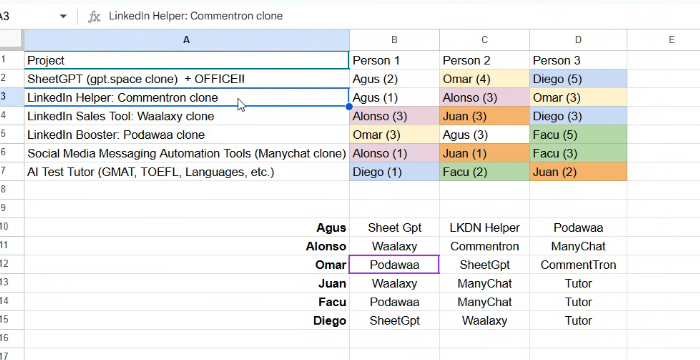 A3 fx LinkedIn Helper: Commentron clone
A B C D E
1 Project Person 1 Person 2 Person 3
2 SheetGPT (gpt.space clone) + OFFICE!! Agus (2) Omar (4) Diego (5)
3 LinkedIn Helper: Commentron clone Agus (1) Alonso (3) Omar (3)
4 LinkedIn Sales Tool: Waalaxy clone Alonso (3) Juan (3) Diego (3)
5 LinkedIn Booster: Podawaa clone Omar (3) Agus (3) Facu (5)
6 Social Media Messaging Automation Tools (Manychat clone) Alonso (1) Juan (1) Facu (3)
7 AI Test Tutor (GMAT, TOEFL, Languages, etc.) Diego (1) Facu (2) Juan (2)
8
9
10 Agus Sheet Gpt LKDN Helper Podawaa
11 Alonso Waalaxy Commentron ManyChat
12 Omar Podawaa SheetGpt CommentTron
13 Juan Waalaxy ManyChat Tutor
14 Facu Podawaa ManyChat Tutor
15 Diego SheetGpt Waalaxy Tutor
16
17